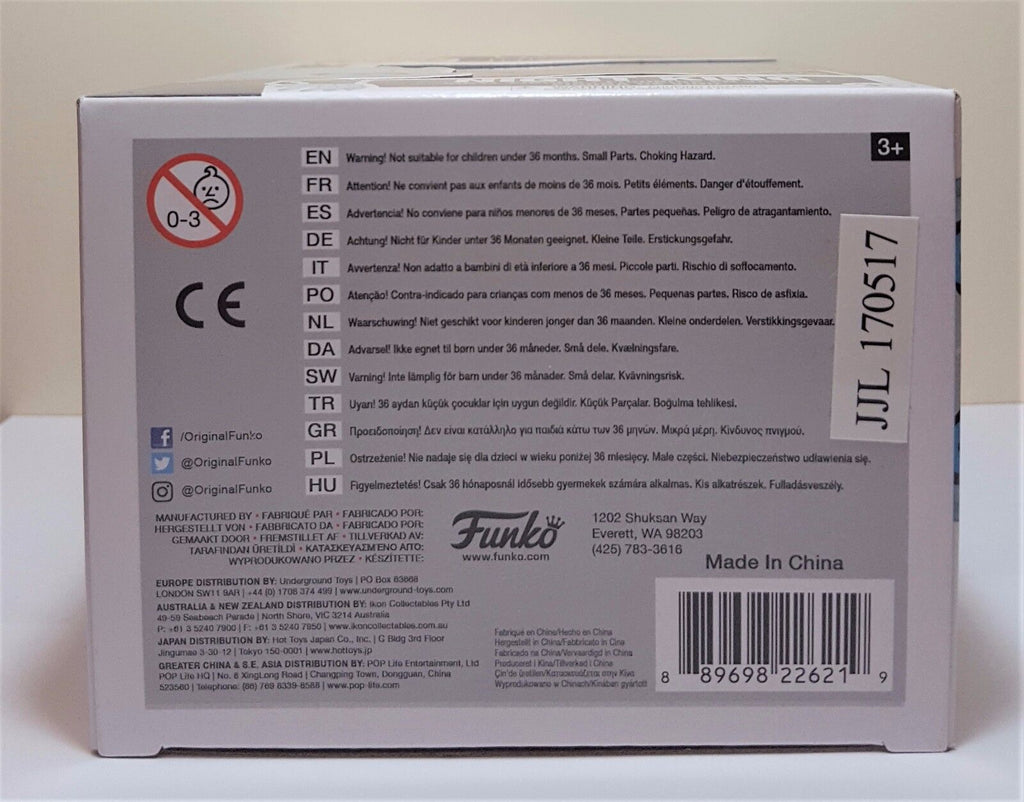 3+
0-3
EN Warning! Not suitable for children under 36 months. Small Parts. Choking Hazard.
FR Attention! Ne convient pas aux enfants de moins de 36 mois. Petits éléments. Danger d'étouffement.
ES Advertencia! No conviene para niños menores de 36 meses. Partes pequeñas. Peligro de atragantamiento.
DE Achtung! Nicht für Kinder unter 36 Monaten geeignet. Kleine Teile. Erstickungsgefahr.
IT Avvertenza! Non adatto a bambini di età inferiore a 36 mesi. Piccole parti. Rischio di soffocamento.
PO Atenção! Contra-indicado para crianças com menos de 36 meses. Pequenas partes. Risco de asfixia.
NL Waarschuwing! Niet geschikt voor kinderen jonger dan 36 maanden. Kleine onderdelen. Verstikkingsgevaar.
DA Advarsel! Ikke egnet til børn under 36 måneder. Små dele. Kvælningsfare.
SW Varning! Inte lämplig för barn under 36 månader. Små delar. Kvävningsrisk.
TR Uyarı! 36 aydan küçük çocuklar için uygun değildir. Küçük Parçalar. Boğulma tehlikesi.
GR Προειδοποίηση! Δεν είναι κατάλληλο για παιδιά κάτω των 36 μηνών. Μικρά μέρη. Κίνδυνος πνιγμού.
PL Ostrzeżenie! Nie nadaje się dla dzieci w wieku poniżej 36 miesięcy. Małe części. Niebezpieczeństwo udławienia się.
HU Figyelmeztetés! Csak 36 hónaposnál idősebb gyermekek számára alkalmas. Kis alkatrészek. Fulladásveszély.
CE
JJL 170517
/OriginalFunko
@OriginalFunko
@OriginalFunko
MANUFACTURED BY • FABRIQUÉ PAR • FABRICADO POR:
HERGESTELLT VON • FABBRICATO DA • FABRICADO POR:
GEMAAKT DOOR • FREMSTILLET AF • TILLVERKAD AV:
TARAFINDAN ÜRETİLDİ • ΚΑΤΑΣΚΕΥΑΣΜΕΝΟ ΑΠΟ:
WYPRODUKOWANO PRZEZ • KÉSZÍTETTE:
Funko
www.funko.com
1202 Shuksan Way
Everett, WA 98203
(425) 783-3616
Made In China
EUROPE DISTRIBUTION BY: Underground Toys | PO Box 63668
LONDON SW11 9AR | +44 (0) 1708 374 499 | www.underground-toys.com
AUSTRALIA & NEW ZEALAND DISTRIBUTION BY: Ikon Collectables Pty Ltd
49-59 Seabeach Parade | North Shore, VIC 3214 Australia
P: +61 3 5240 7900 | F: +61 3 5240 7950 | www.ikoncollectables.com.au
JAPAN DISTRIBUTION BY: Hot Toys Japan Co., Inc. | G Bldg 3rd Floor
Jingumae 3-30-12 | Tokyo 150-0001 | www.hottoys.jp
GREATER CHINA & S.E. ASIA DISTRIBUTION BY: POP Life Entertainment, Ltd
POP Life HQ | No. 6 XingLong Road | Changping Town, Dongguan, China
523560 | Telephone: (86) 769 8339-8588 | www.pop-life.com
Fabriqué en Chine/Hecho en China
Hergestellt in China/Fabbricato in Cina
Fabricado na China/Vervaardigd in China
Produceret i Kina/Tillverkad i China
Çin'de üretilen/Κατασκευάζεται στην Κίνα
Wyprodukowano w Chinach/Kínában gyártott
8 89698 22621 9